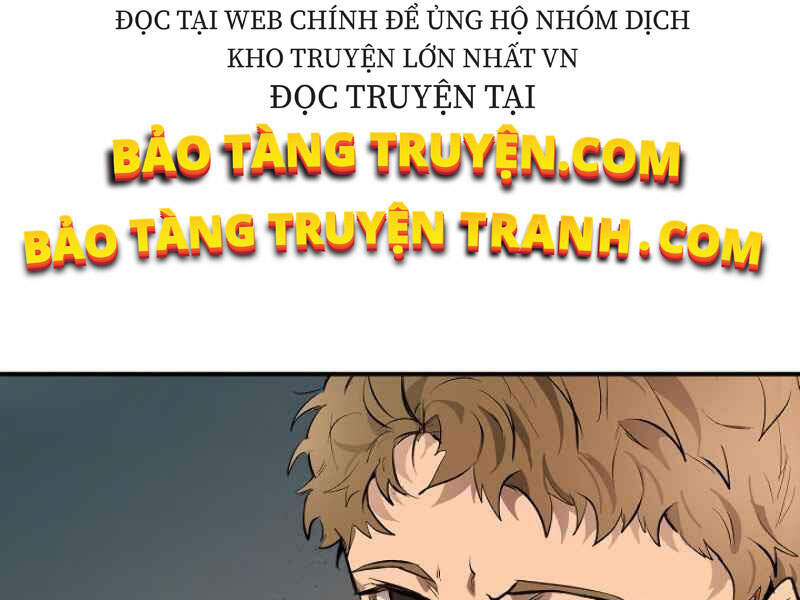 ĐỌC TẠI WEB CHÍNH ĐỂ ỦNG HỘ NHÓM DỊCH
KHO TRUYỆN LỚN NHẤT VN
ĐỌC TRUYỆN TẠI
BẢO TÀNG TRUYỆN.COM
BẢO TÀNG TRUYỆN TRANH.COM